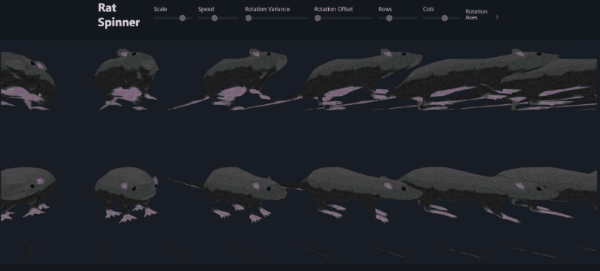 Rat
Spinner
Scale
Speed
Rotation Variance
Rotation Offset
Rows
Cols
Rotation
Axes